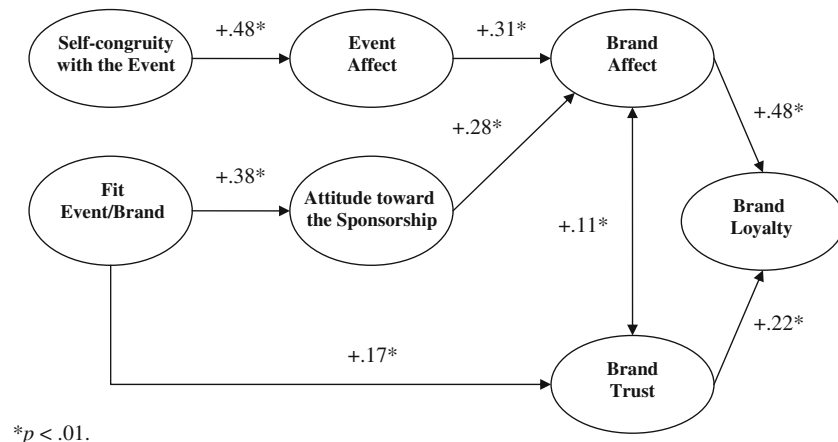 Self-congruity
with the Event
+.48*
Event
Affect
+.31*
Brand
Affect
+.28*
+.48*
Fit
Event/Brand
+.38*
Attitude toward
the Sponsorship
Brand
Loyalty
+.11*
+.22*
+.17*
Brand
Trust
*p < .01.